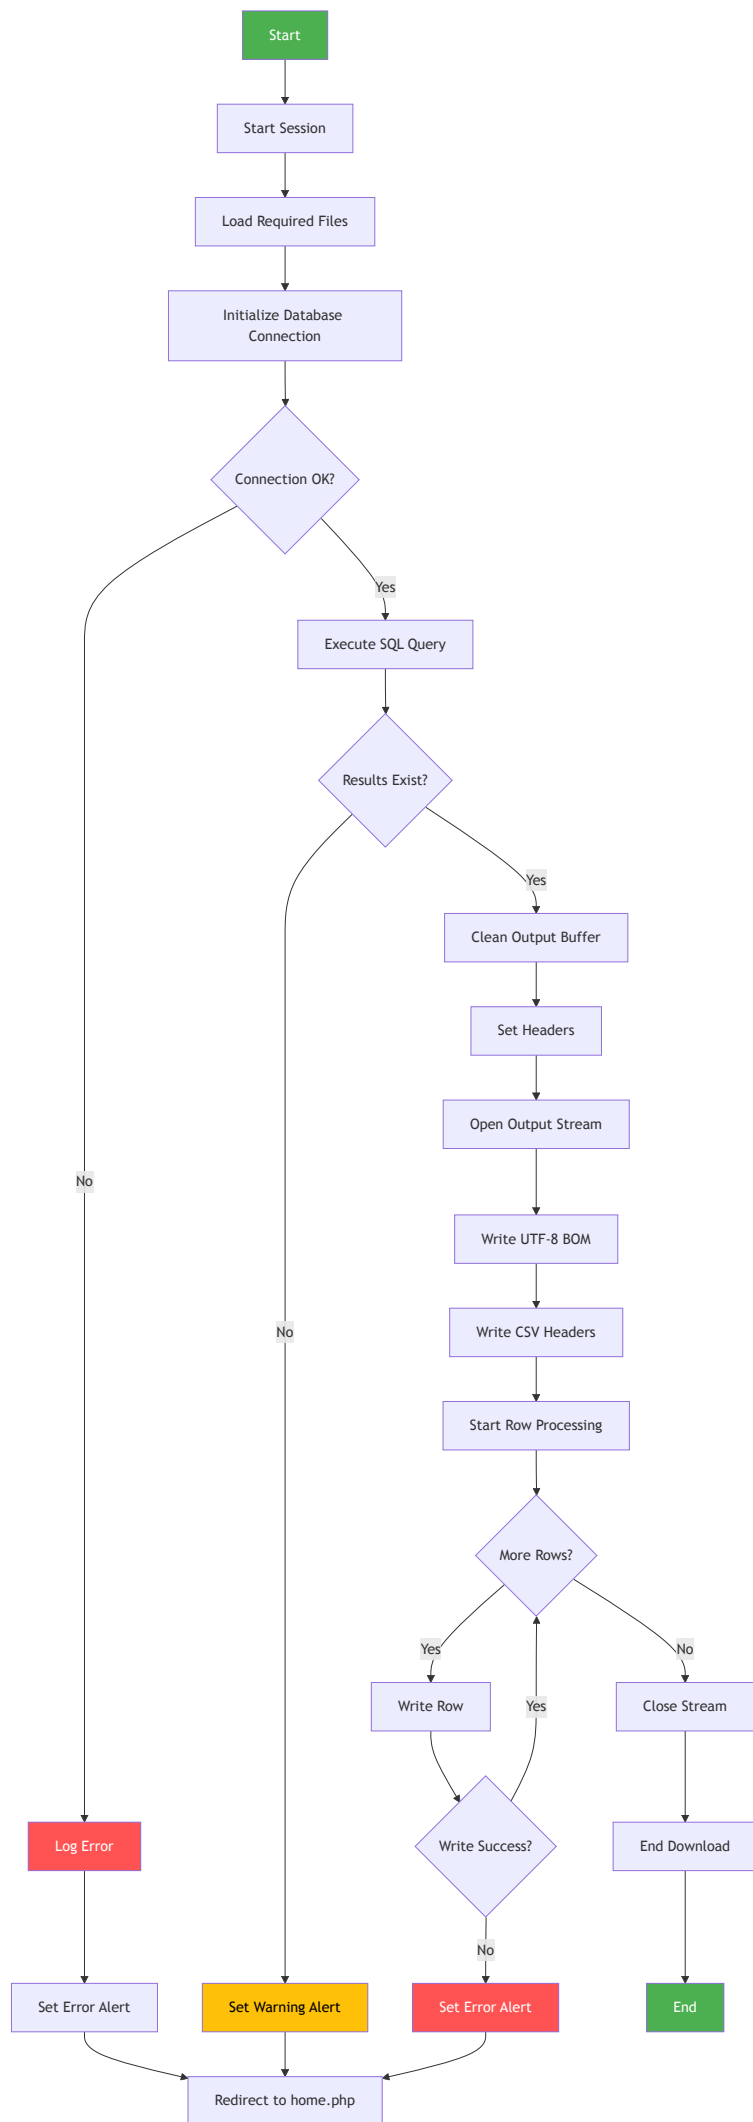 Start
Start Session
Load Required Files
Initialize Database
Connection
Connection OK?
Yes
Execute SQL Query
Results Exist?
Yes
Clean Output Buffer
Set Headers
Open Output Stream
No
Write UTF-8 BOM
No
Write CSV Headers
Start Row Processing
More Rows?
Yes
No
Write Row
Yes
Close Stream
Log Error
Write Success?
End Download
No
Set Error Alert
Set Warning Alert
Set Error Alert
End
Redirect to home.php